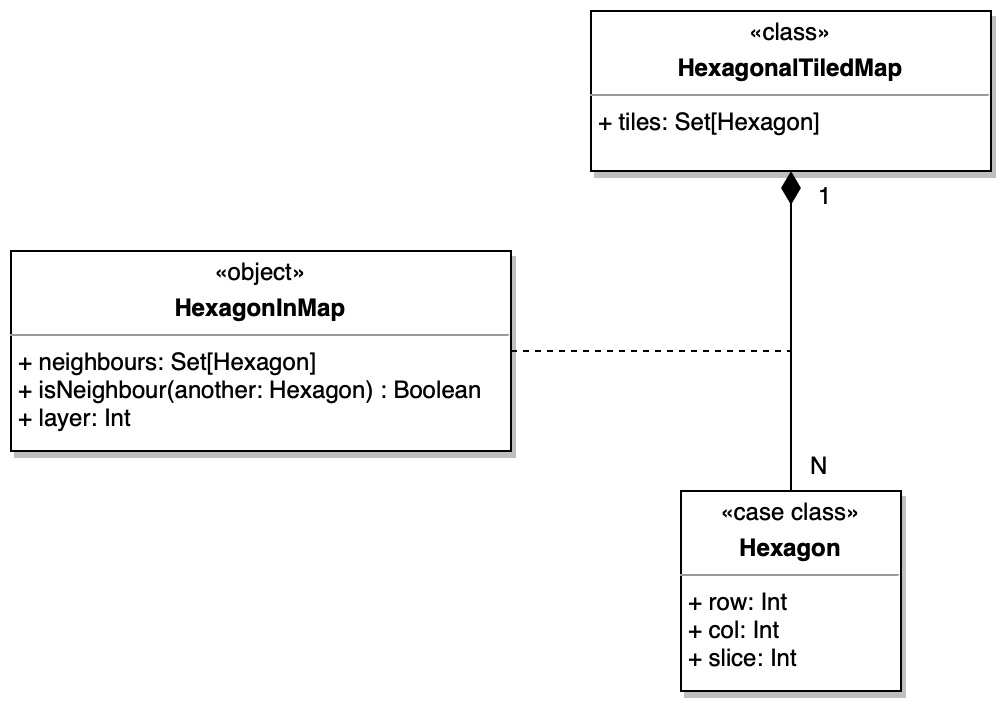 «class»
HexagonalTiledMap
+ tiles: Set[Hexagon]
1
«object»
HexagonInMap
+ neighbours: Set[Hexagon]
+ isNeighbour(another: Hexagon) : Boolean
+ layer: Int
N
«case class»
Hexagon
+ row: Int
+ col: Int
+ slice: Int